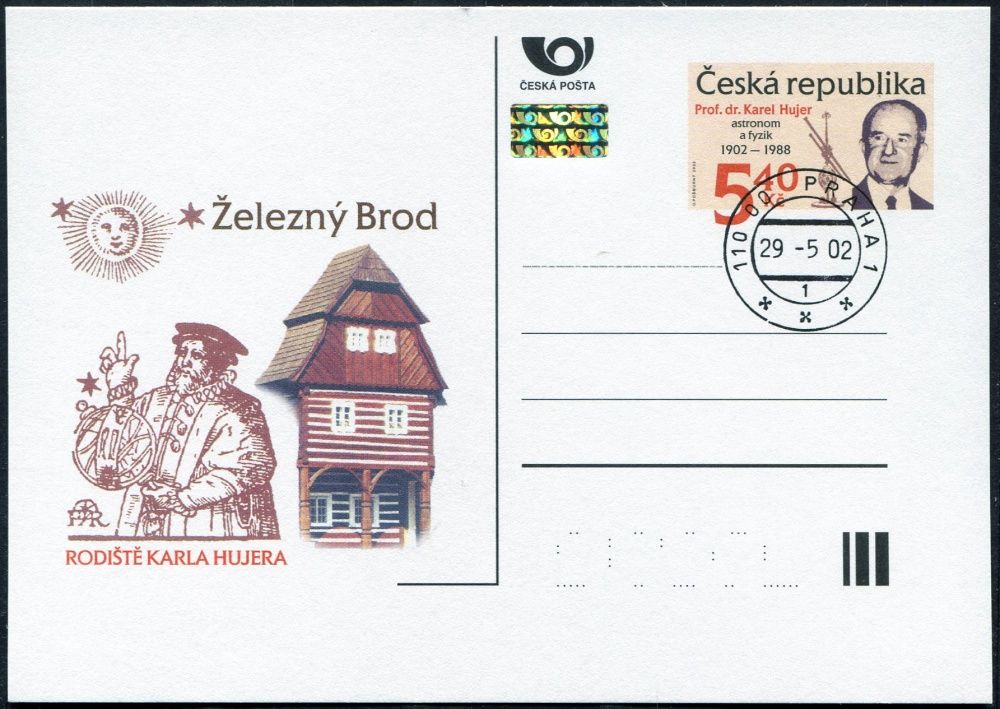 ČESKÁ POŠTA
Česká republika
Prof. dr. Karel Hujer
astronom
a fyzik
1902 – 1988
5 40
Kč
110 00 PRAHA 1
29 -5 02
1
Železný Brod
RODIŠTĚ KARLA HUJERA